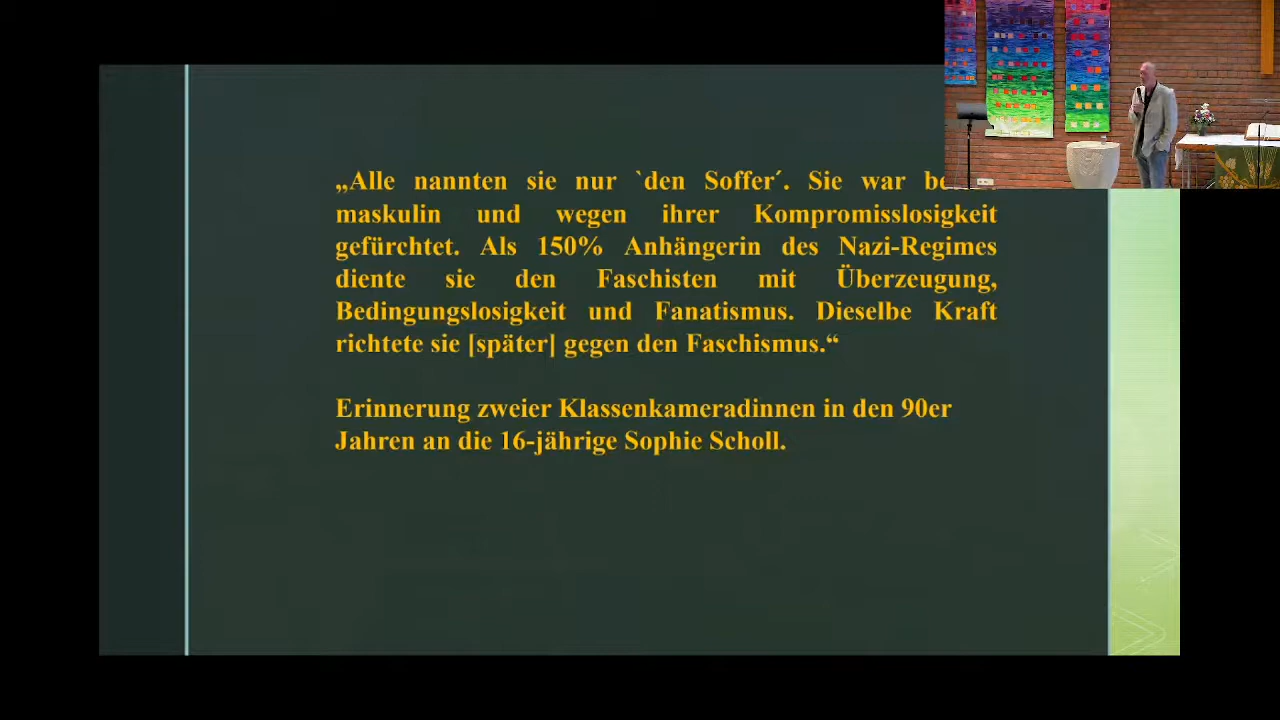 „Alle nannten sie nur `den Soffer´. Sie war
maskulin und wegen ihrer Kompromisslosigkeit
gefürchtet. Als 150% Anhängerin des Nazi-Regimes
diente sie den Faschisten mit Überzeugung,
Bedingungslosigkeit und Fanatismus. Dieselbe Kraft
richtete sie [später] gegen den Faschismus.“
Erinnerung zweier Klassenkameradinnen in den 90er
Jahren an die 16-jährige Sophie Scholl.